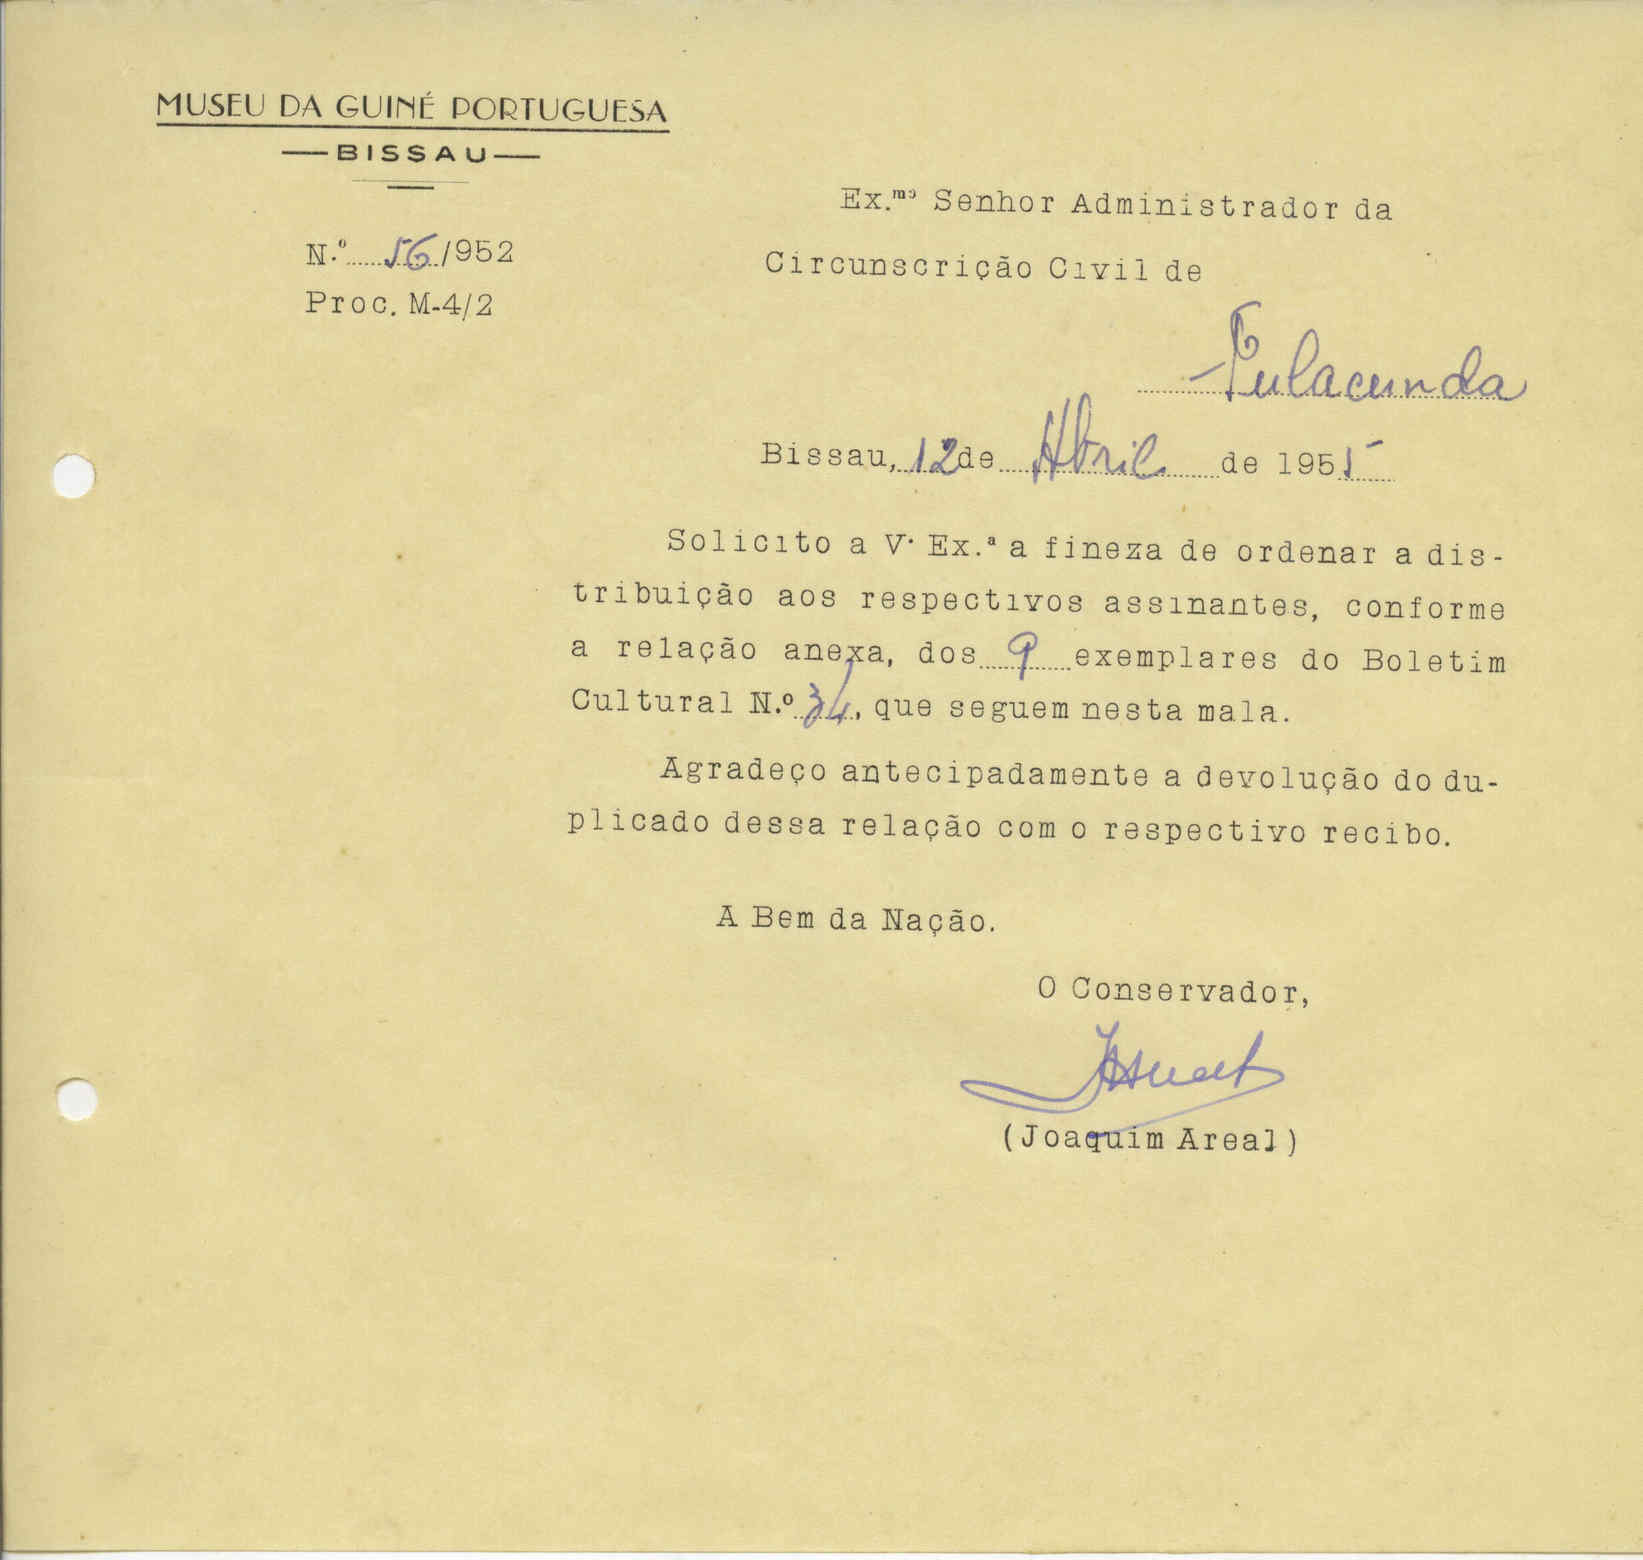 MUSEU DA GUINÉ PORTUGUESA
—BISSAU—
N.º 56/952
Proc. M-4/2
Ex.mo Senhor Administrador da
Circunscrição Civil de
Fulacunda
Bissau, 12 de Abril de 1955
Solicito a V. Ex.ª a fineza de ordenar a dis-
tribuição aos respectivos assinantes, conforme
a relação anexa, dos 9 exemplares do Boletim
Cultural N.º 34, que seguem nesta mala.
Agradeço antecipadamente a devolução do du-
plicado dessa relação com o respectivo recibo.
A Bem da Nação.
O Conservador,
(Joaquim Areal)